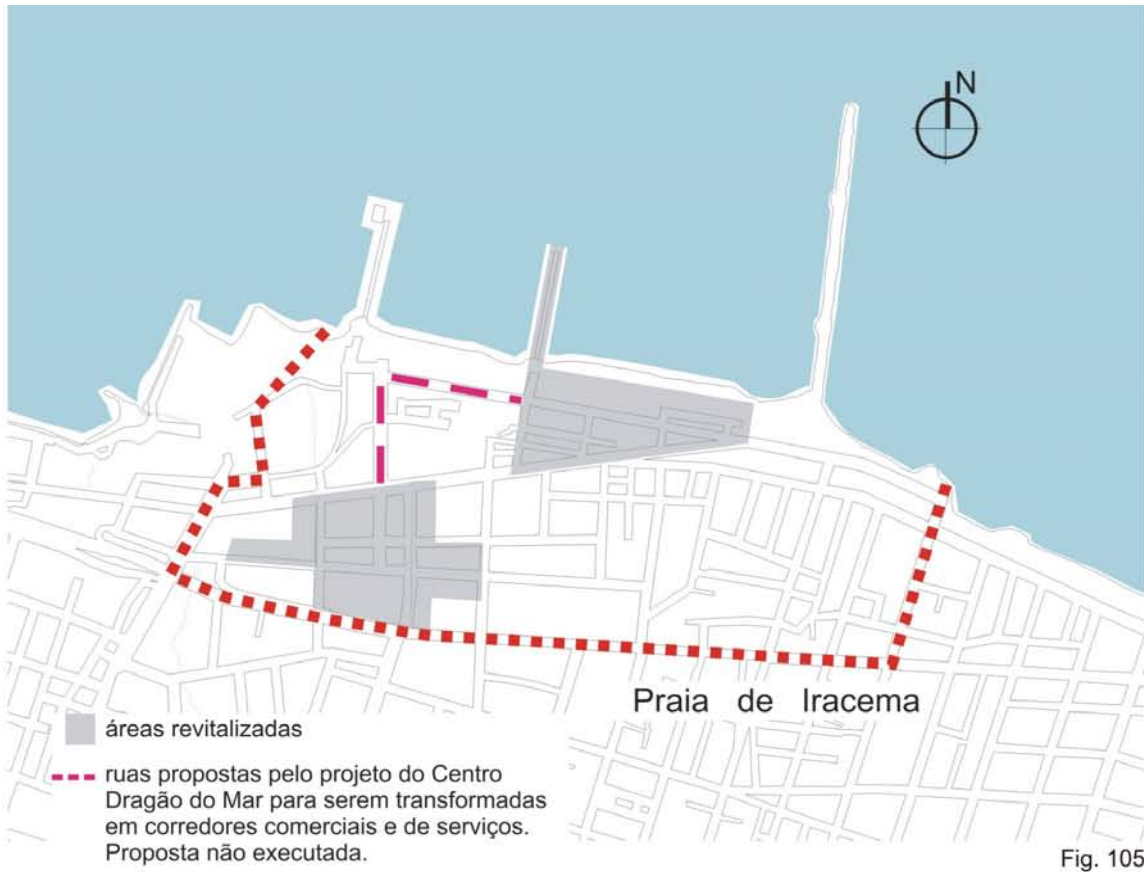 N
Praia de Iracema
áreas revitalizadas
ruas propostas pelo projeto do Centro
Dragão do Mar para serem transformadas
em corredores comerciais e de serviços.
Proposta não executada.
Fig. 105